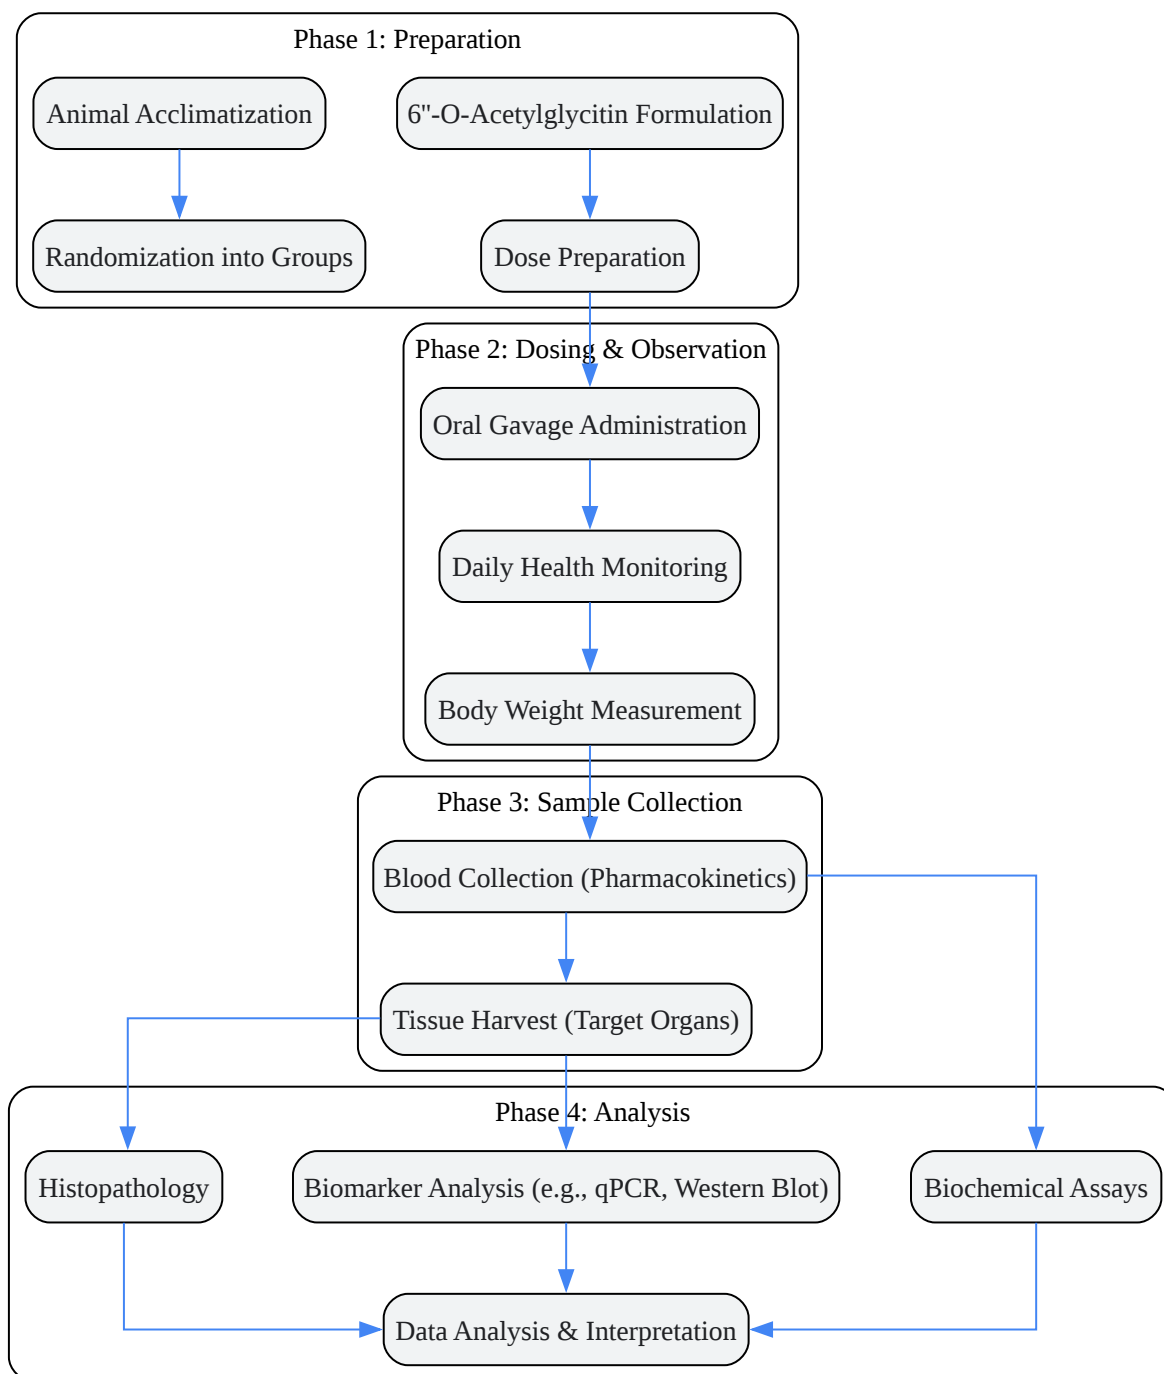 Phase 1: Preparation
Animal Acclimatization
6"-O-Acetylglycitin Formulation
Randomization into Groups
Dose Preparation
Phase 2: Dosing & Observation
Oral Gavage Administration
Daily Health Monitoring
Body Weight Measurement
Phase 3: Sample Collection
Blood Collection (Pharmacokinetics)
Tissue Harvest (Target Organs)
Phase 4: Analysis
Histopathology
Biomarker Analysis (e.g., qPCR, Western Blot)
Biochemical Assays
Data Analysis & Interpretation